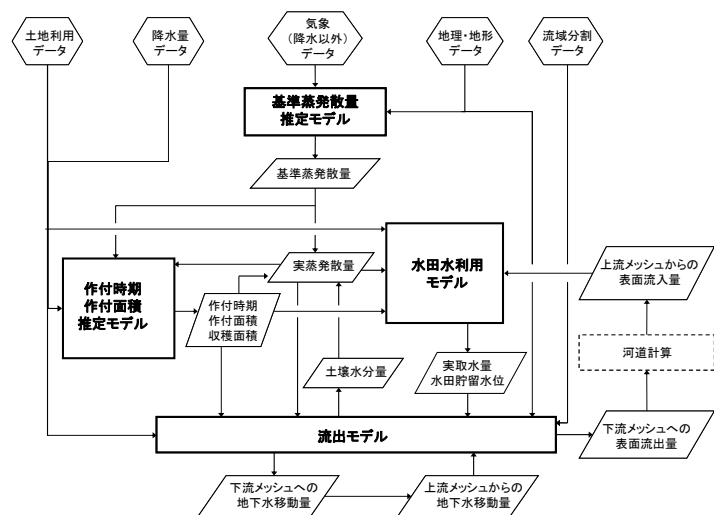 土地利用
データ
降水量
データ
気象
(降水以外)
データ
地理・地形
データ
流域分割
データ
基準蒸発散量
推定モデル
基準蒸発散量
実蒸発散量
水田水利用
モデル
上流メッシュからの
表面流入量
作付時期
作付面積
推定モデル
作付時期
作付面積
収穫面積
土壌水分量
実取水量
水田貯留水位
河道計算
流出モデル
下流メッシュへの
表面流出量
下流メッシュへの
地下水移動量
上流メッシュからの
地下水移動量